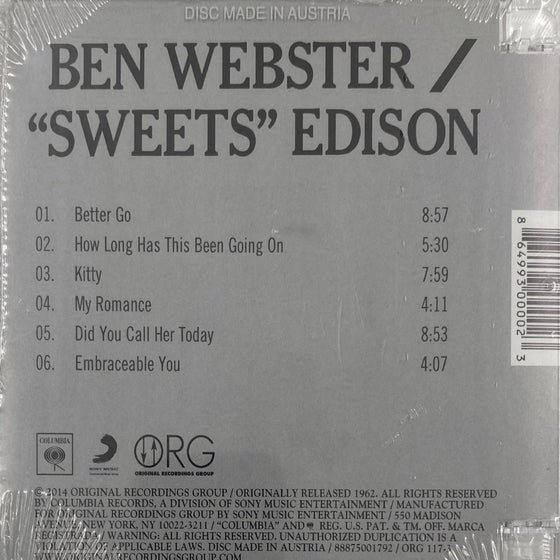 DISC MADE IN AUSTRIA
BEN WEBSTER /
“SWEETS” EDISON
01. Better Go 8:57
02. How Long Has This Been Going On 5:30
03. Kitty 7:59
04. My Romance 4:11
05. Did You Call Her Today 8:53
06. Embraceable You 4:07
8 64993 00002 3
COLUMBIA
SONY MUSIC
ORG
ORIGINAL RECORDINGS GROUP
© 2014 ORIGINAL RECORDINGS GROUP / ORIGINALLY RELEASED 1962. ALL RIGHTS RESERVED
BY COLUMBIA RECORDS, A DIVISION OF SONY MUSIC ENTERTAINMENT / MANUFACTURED
FOR ORIGINAL RECORDINGS GROUP BY SONY MUSIC ENTERTAINMENT / 550 MADISON
AVENUE, NEW YORK, NY 10022-3211 / "COLUMBIA" AND REG. U.S. PAT. & TM. OFF. MARCA
REGISTRADA. WARNING: ALL RIGHTS RESERVED. UNAUTHORIZED DUPLICATION IS A
VIOLATION OF APPLICABLE LAWS. DISC MADE IN AUSTRIA / 88875001792 / ORG 117-3
WWW.ORIGINALRECORDINGSGROUP.COM